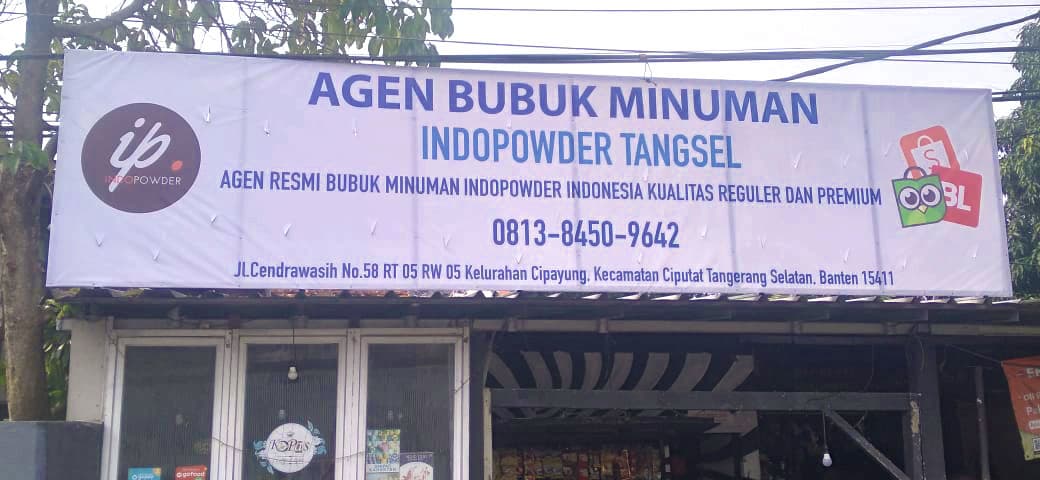 AGEN BUBUK MINUMAN
INDOPOWDER TANGSEL
ip.
INDOPOWDER
AGEN RESMI BUBUK MINUMAN INDOPOWDER INDONESIA KUALITAS REGULER DAN PREMIUM
0813-8450-9642
Jl.Cendrawasih No.58 RT 05 RW 05 Kelurahan Cipayung, Kecamatan Ciputat Tangerang Selatan. Banten 15411
S
BL
gofood